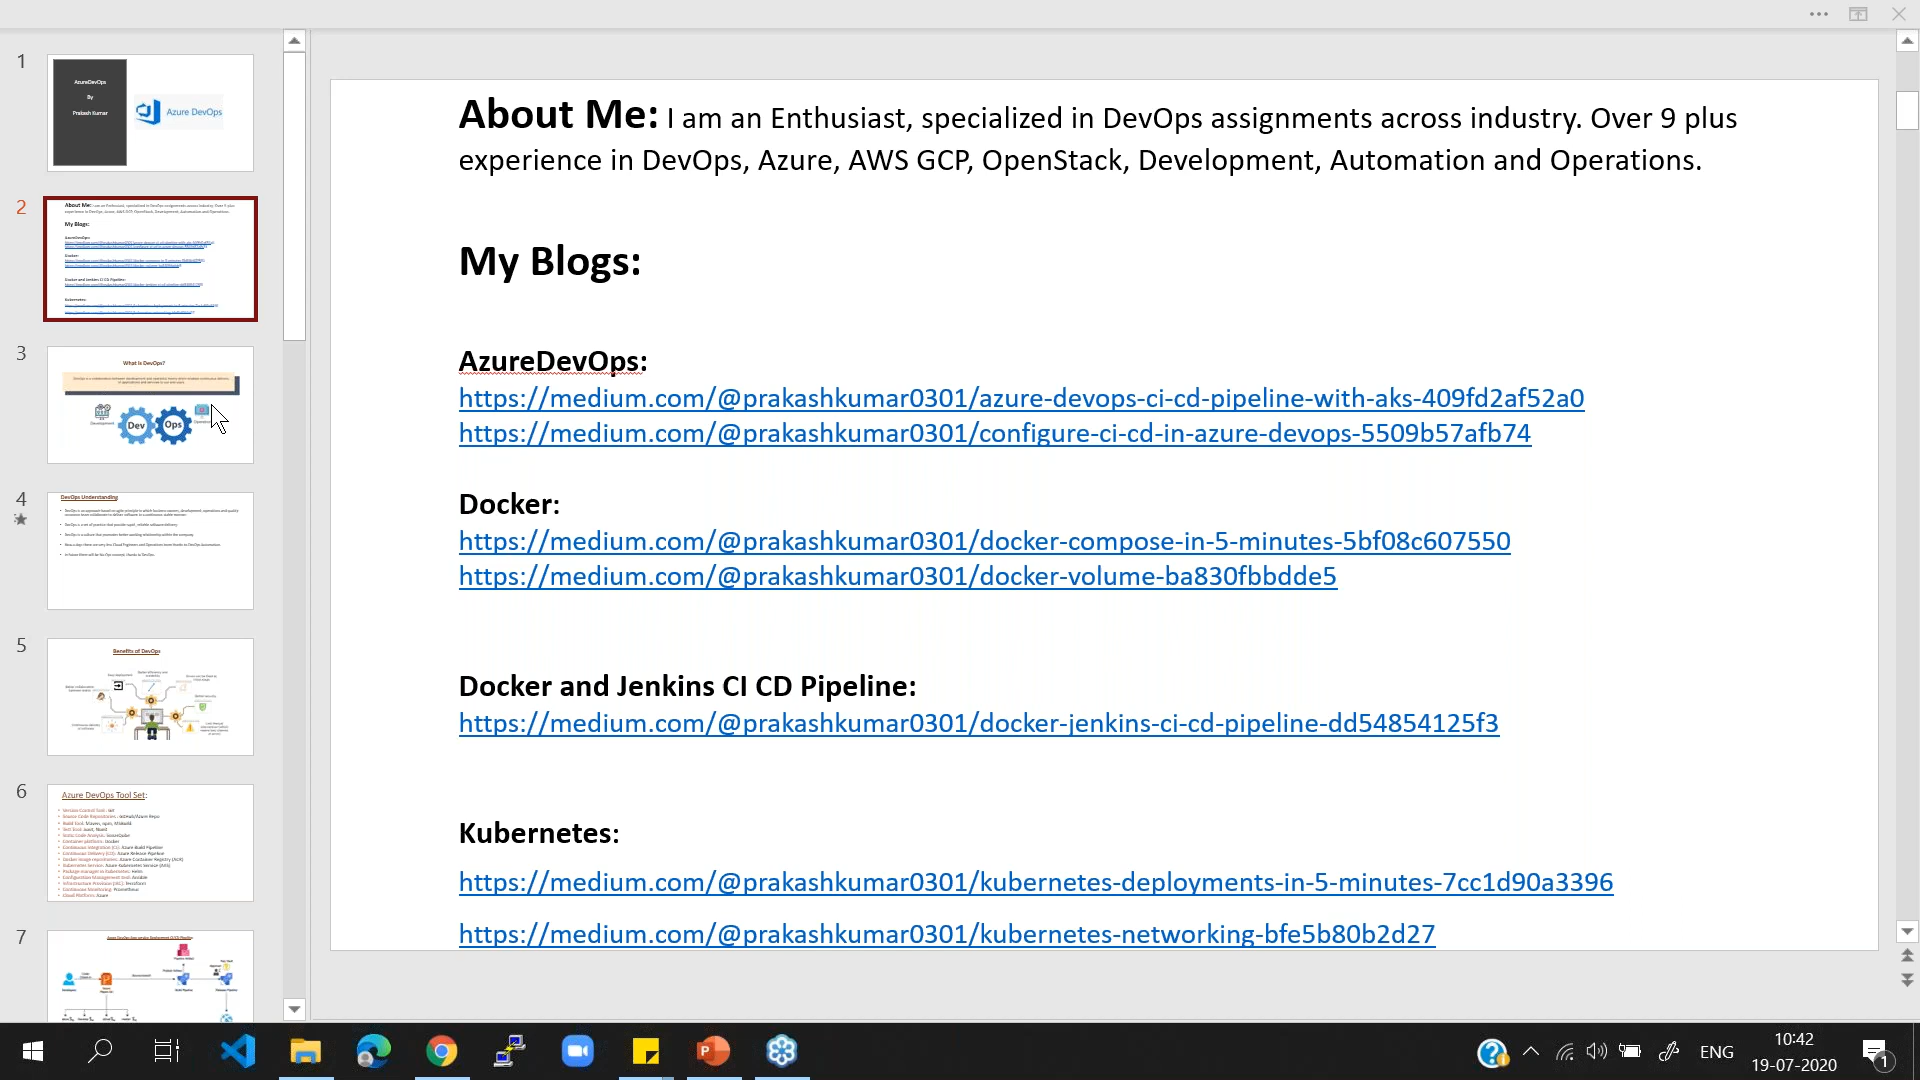 1
AzureDevOps
By
Prakash Kumar
Azure DevOps
2
About Me:
My Blogs:
3
What is DevOps?
Dev
Ops
4
DevOps Understanding
5
Benefits of DevOps
6
Azure DevOps Tool Set:
7
About Me: I am an Enthusiast, specialized in DevOps assignments across industry. Over 9 plus
experience in DevOps, Azure, AWS GCP, OpenStack, Development, Automation and Operations.
My Blogs:
AzureDevOps:
https://medium.com/@prakashkumar0301/azure-devops-ci-cd-pipeline-with-aks-409fd2af52a0
https://medium.com/@prakashkumar0301/configure-ci-cd-in-azure-devops-5509b57afb74
Docker:
https://medium.com/@prakashkumar0301/docker-compose-in-5-minutes-5bf08c607550
https://medium.com/@prakashkumar0301/docker-volume-ba830fbbdde5
Docker and Jenkins CI CD Pipeline:
https://medium.com/@prakashkumar0301/docker-jenkins-ci-cd-pipeline-dd54854125f3
Kubernetes:
https://medium.com/@prakashkumar0301/kubernetes-deployments-in-5-minutes-7cc1d90a3396
https://medium.com/@prakashkumar0301/kubernetes-networking-bfe5b80b2d27
ENG
10:42
19-07-2020
1